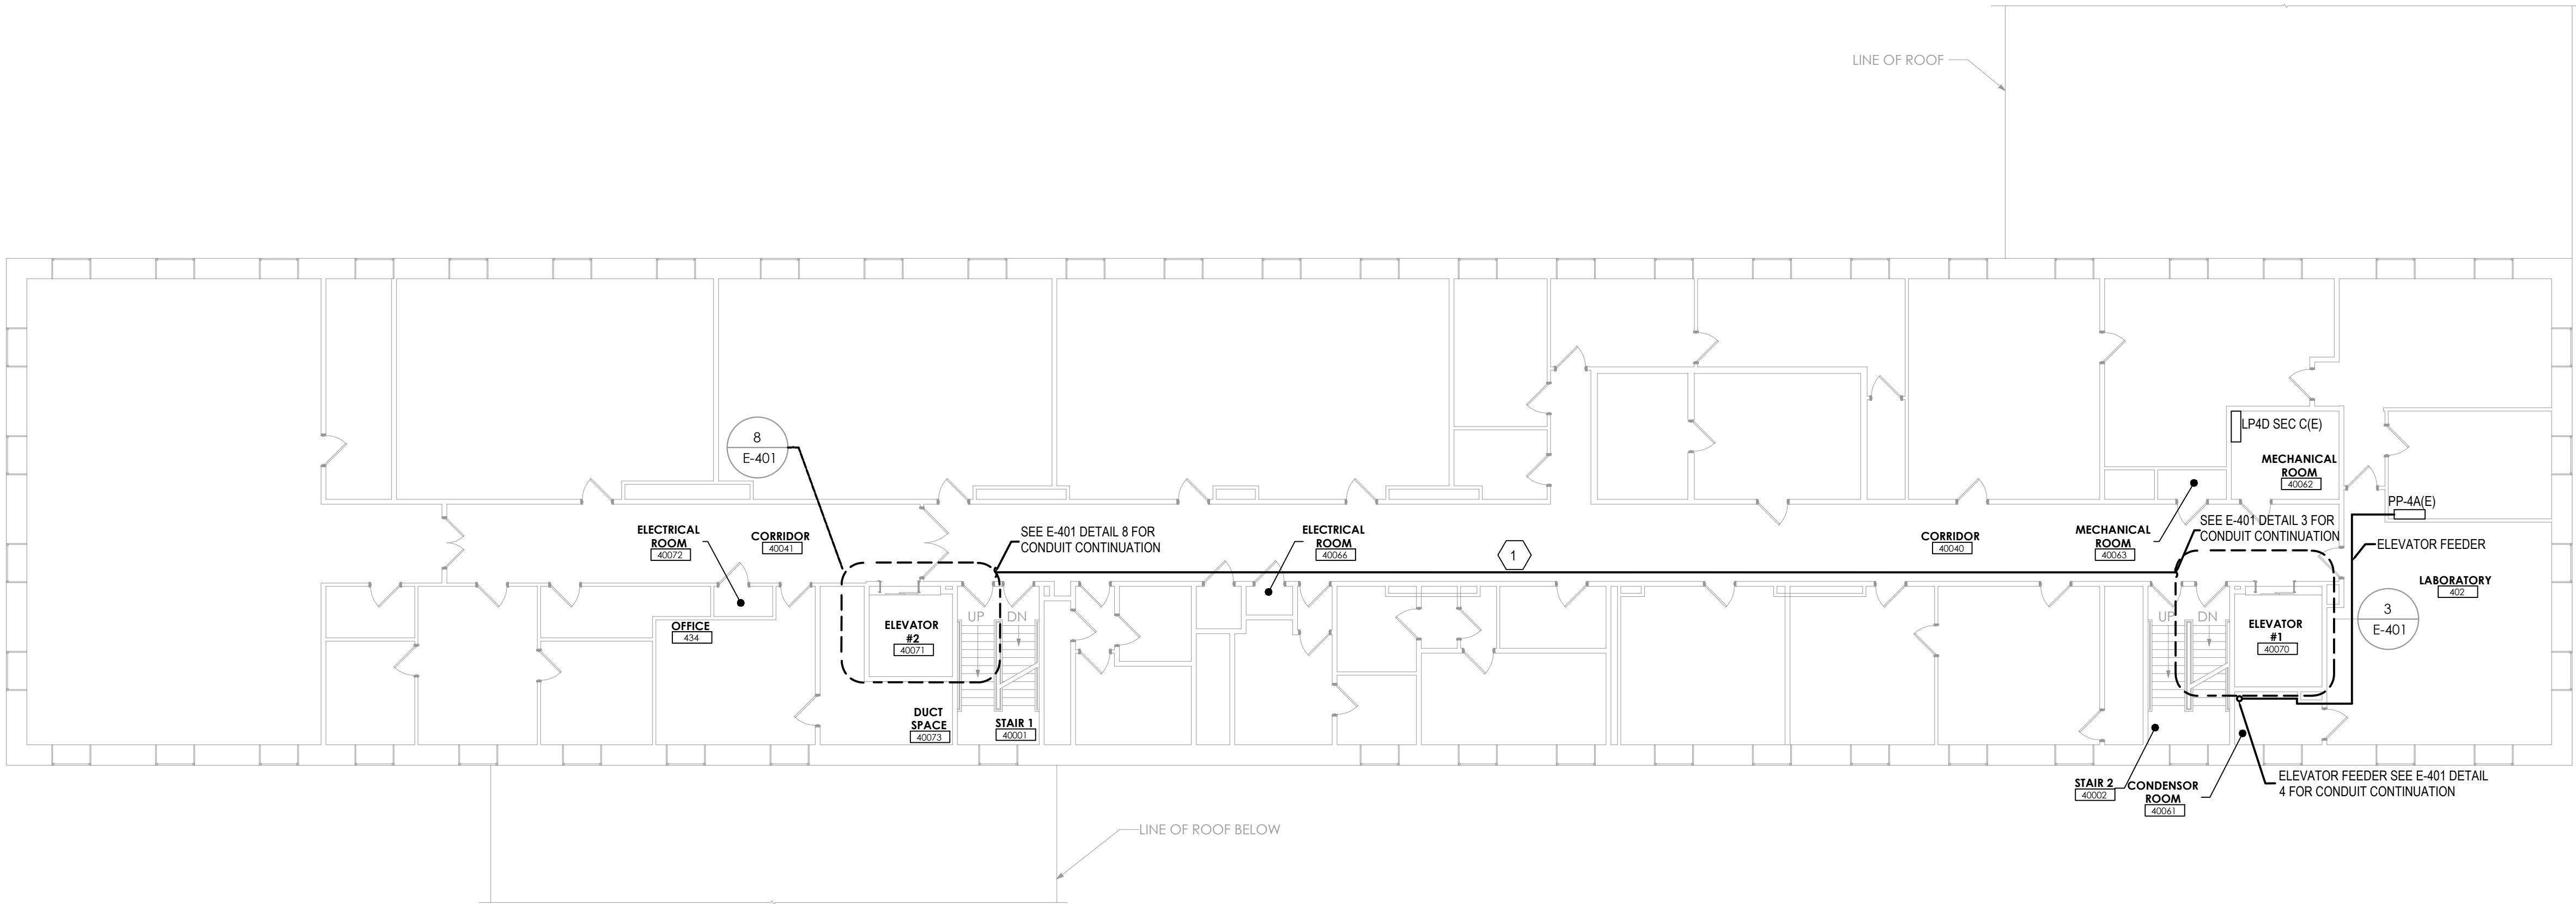 LINE OF ROOF
8
E-401
LP4D SEC C(E)
MECHANICAL
ROOM
40062
PP-4A(E)
ELECTRICAL
ROOM
40072
CORRIDOR
40041
SEE E-401 DETAIL 8 FOR
CONDUIT CONTINUATION
ELECTRICAL
ROOM
40066
1
CORRIDOR
40040
MECHANICAL
ROOM
40063
SEE E-401 DETAIL 3 FOR
CONDUIT CONTINUATION
ELEVATOR FEEDER
LABORATORY
402
3
E-401
OFFICE
434
ELEVATOR
#2
40071
UP
DN
UP
DN
ELEVATOR
#1
40070
DUCT
SPACE
40073
STAIR 1
40001
STAIR 2
40002
CONDENSOR
ROOM
40061
ELEVATOR FEEDER SEE E-401 DETAIL
4 FOR CONDUIT CONTINUATION
LINE OF ROOF BELOW